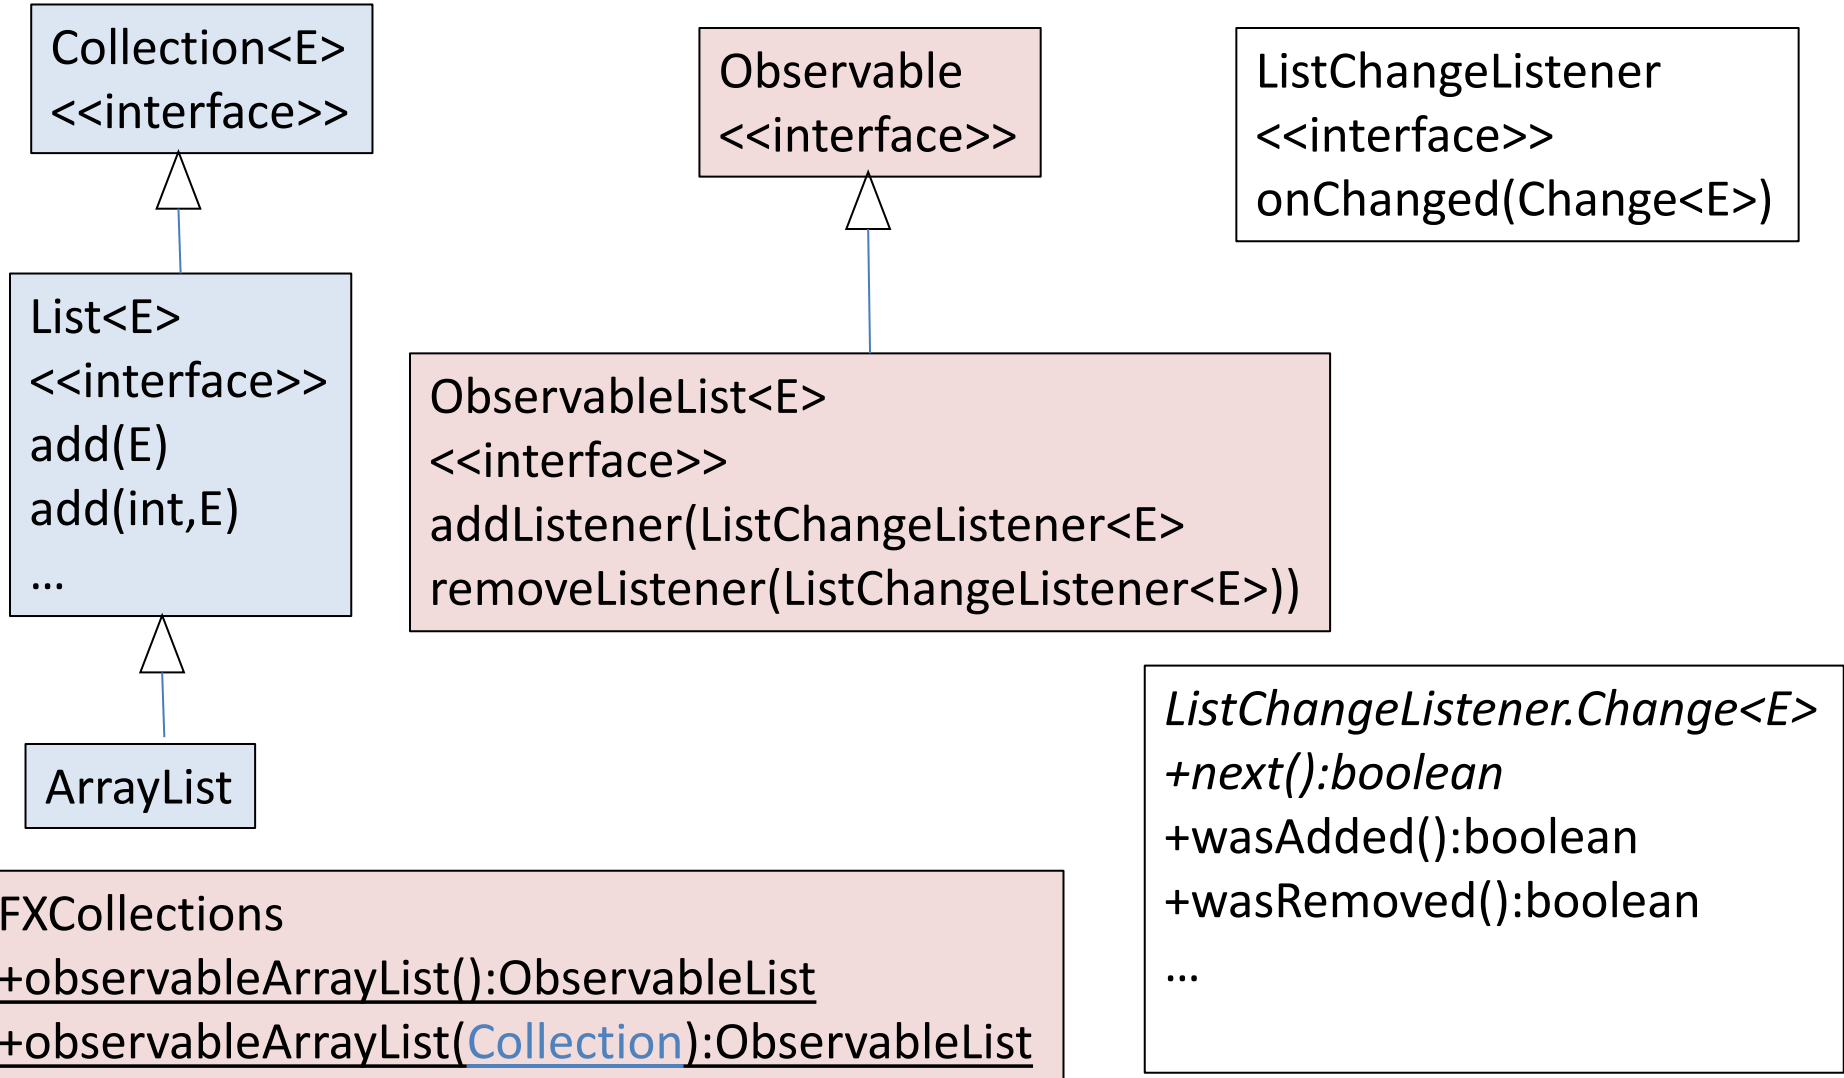 Collection<E>
<<interface>>
Observable
<<interface>>
ListChangeListener
<<interface>>
onChanged(Change<E>)
List<E>
<<interface>>
add(E)
add(int,E)
...
ObservableList<E>
<<interface>>
addListener(ListChangeListener<E>
removeListener(ListChangeListener<E>))
ArrayList
ListChangeListener.Change<E>
+next():boolean
+wasAdded():boolean
+wasRemoved():boolean
...
FXCollections
+observableArrayList():ObservableList
+observableArrayList(Collection):ObservableList